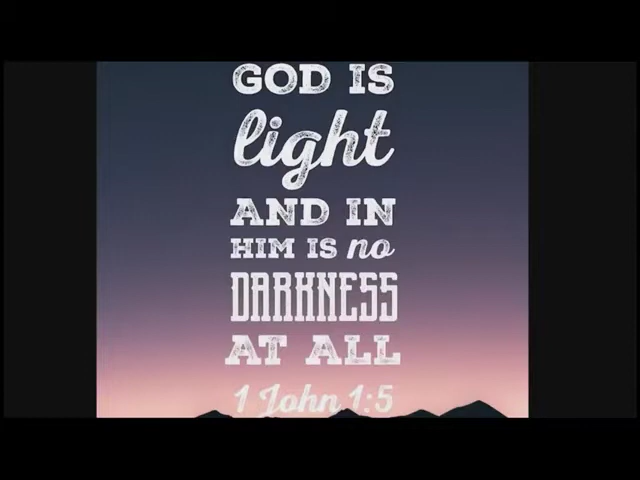 GOD IS
light
AND IN
HIM IS no
DARKNESS
AT ALL
1 John 1:5